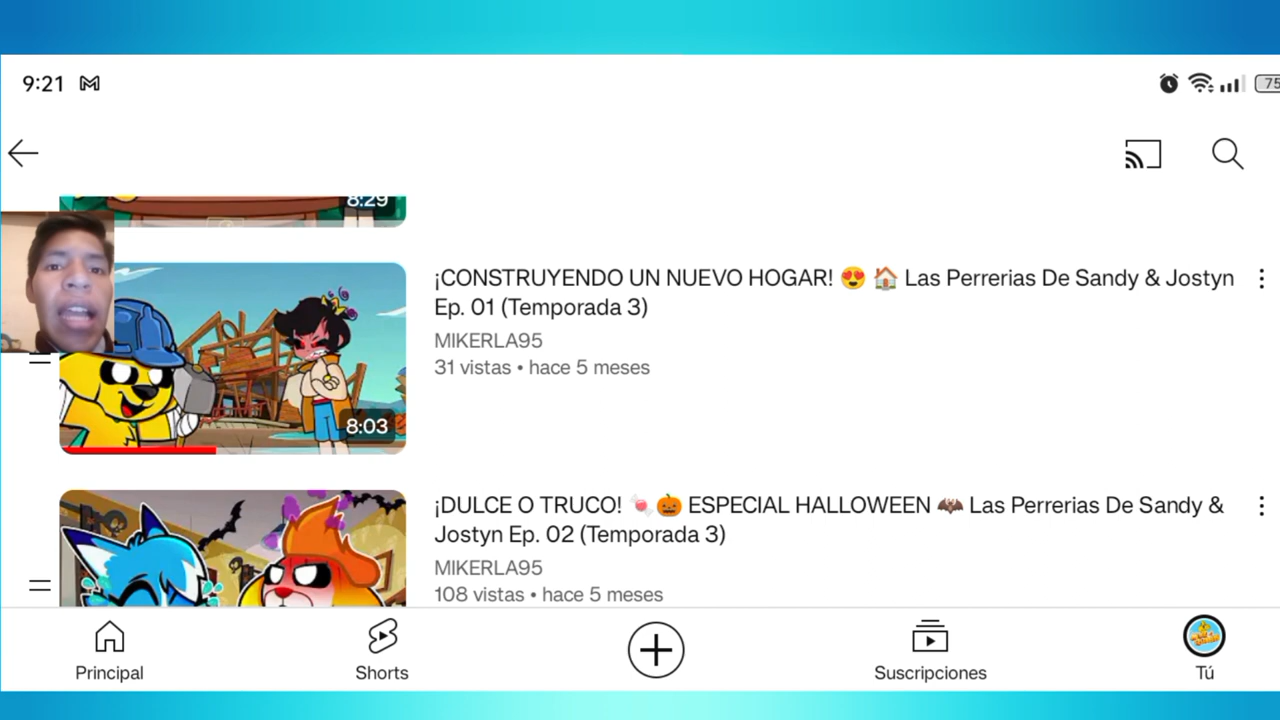 9:21
75
8:29
¡CONSTRUYENDO UN NUEVO HOGAR! 😍 🏠 Las Perrerias De Sandy & Jostyn
Ep. 01 (Temporada 3)
MIKERLA95
31 vistas • hace 5 meses
8:03
¡DULCE O TRUCO! 🍬🎃 ESPECIAL HALLOWEEN 🦇 Las Perrerias De Sandy &
Jostyn Ep. 02 (Temporada 3)
MIKERLA95
108 vistas • hace 5 meses
Principal
Shorts
Suscripciones
Tú